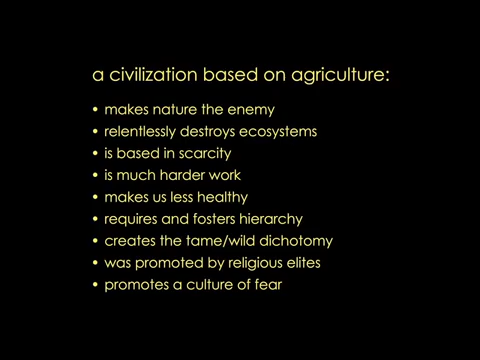 a civilization based on agriculture:
• makes nature the enemy
• relentlessly destroys ecosystems
• is based in scarcity
• is much harder work
• makes us less healthy
• requires and fosters hierarchy
• creates the tame/wild dichotomy
• was promoted by religious elites
• promotes a culture of fear